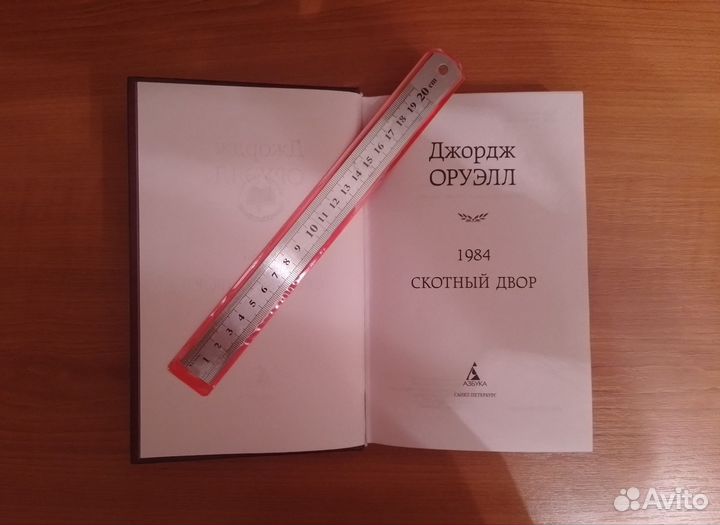 Джордж
ОРУЭЛЛ
1984
СКОТНЫЙ ДВОР
АЗБУКА
САНКТ-ПЕТЕРБУРГ
1 2 3 4 5 6 7 8 9 10 11 12 13 14 15 16 17 18 19 20 cm
Avito